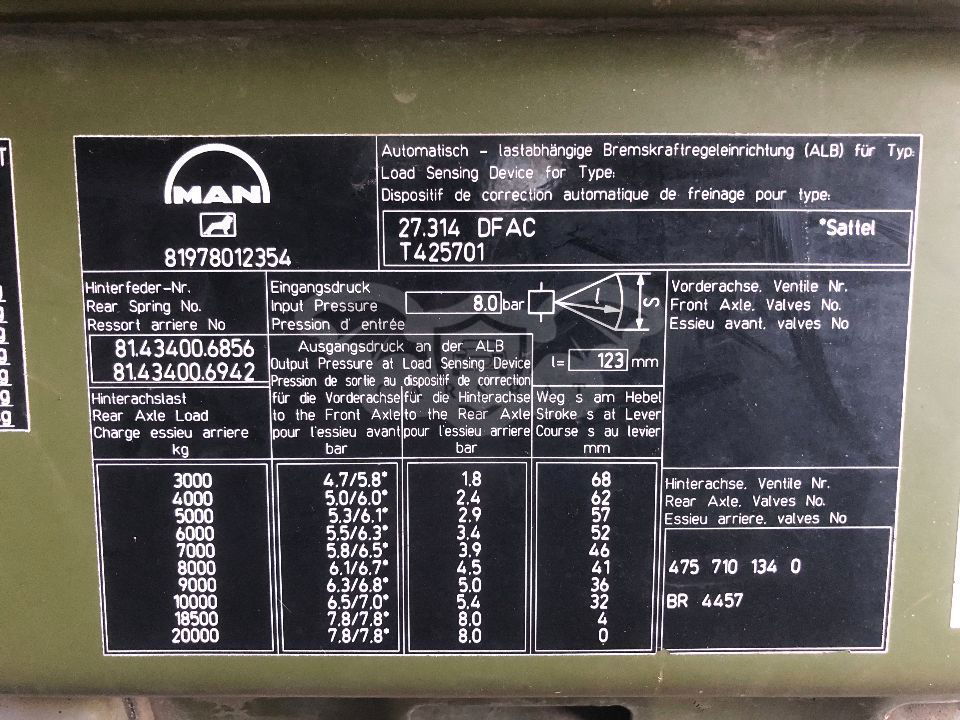 MAN
81978012354
Automatisch - lastabhängige Bremskraftregeleinrichtung (ALB) für Typ:
Load Sensing Device for Type:
Dispositif de correction automatique de freinage pour type:
27.314 DFAC *Sattel
T425701
Hinterfeder-Nr.
Rear Spring No.
Ressort arriere No
81.43400.6856
81.43400.6942
Eingangsdruck
Input Pressure 8.0 bar
Pression d' entrée
l
S
l= 123 mm
Ausgangsdruck an der ALB
Output Pressure at Load Sensing Device
Pression de sortie au dispositif de correction
Vorderachse, Ventile Nr.
Front Axle, Valves No.
Essieu avant, valves No
Hinterachslast
Rear Axle Load
Charge essieu arriere
kg
für die Vorderachse
to the Front Axle
pour l'essieu avant
bar
für die Hinterachse
to the Rear Axle
pour l'essieu arriere
bar
Weg s am Hebel
Stroke s at Lever
Course s au levier
mm
3000 4.7/5.8* 1.8 68
4000 5.0/6.0* 2.4 62
5000 5.3/6.1* 2.9 57
6000 5.5/6.3* 3.4 52
7000 5.8/6.5* 3.9 46
8000 6.1/6.7* 4.5 41
9000 6.3/6.8* 5.0 36
10000 6.5/7.0* 5.4 32
18500 7.8/7.8* 8.0 4
20000 7.8/7.8* 8.0 0
Hinterachse, Ventile Nr.
Rear Axle, Valves No.
Essieu arriere, valves No
475 710 134 0
BR 4457